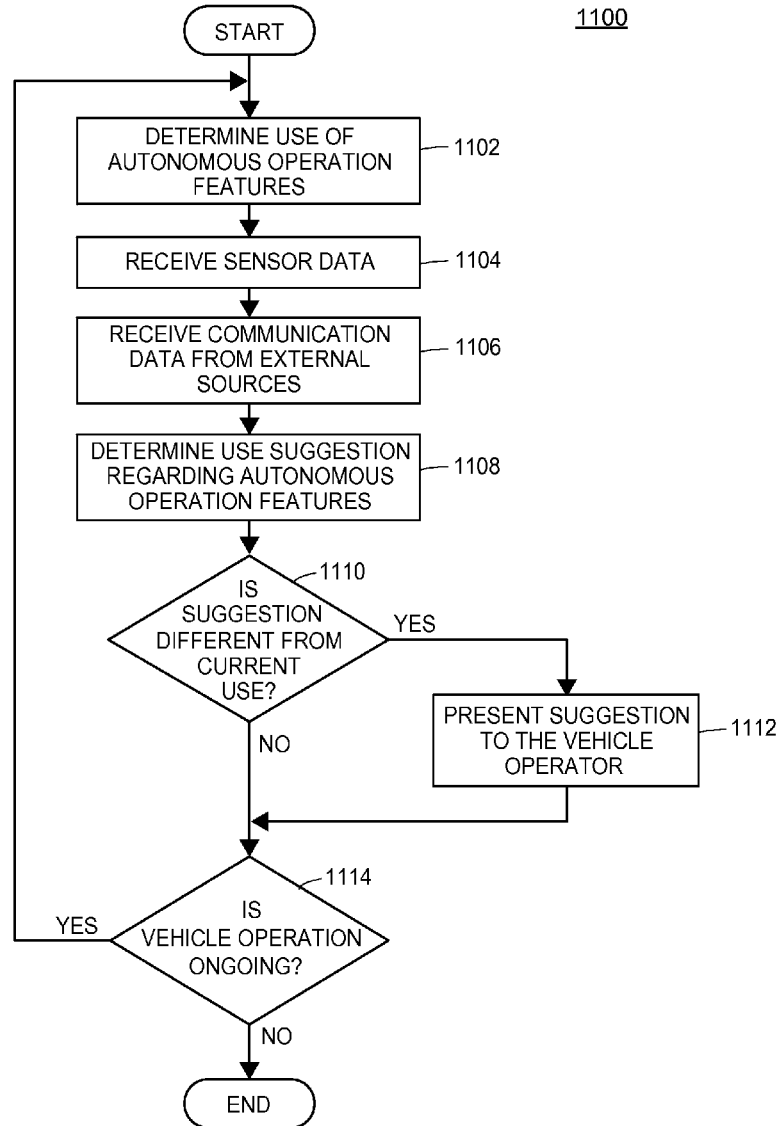 1100
START
DETERMINE USE OF
AUTONOMOUS OPERATION
FEATURES
1102
RECEIVE SENSOR DATA
1104
RECEIVE COMMUNICATION
DATA FROM EXTERNAL
SOURCES
1106
DETERMINE USE SUGGESTION
REGARDING AUTONOMOUS
OPERATION FEATURES
1108
1110
IS
SUGGESTION
DIFFERENT FROM
CURRENT
USE?
YES
NO
PRESENT SUGGESTION
TO THE VEHICLE
OPERATOR
1112
1114
IS
VEHICLE OPERATION
ONGOING?
YES
NO
END